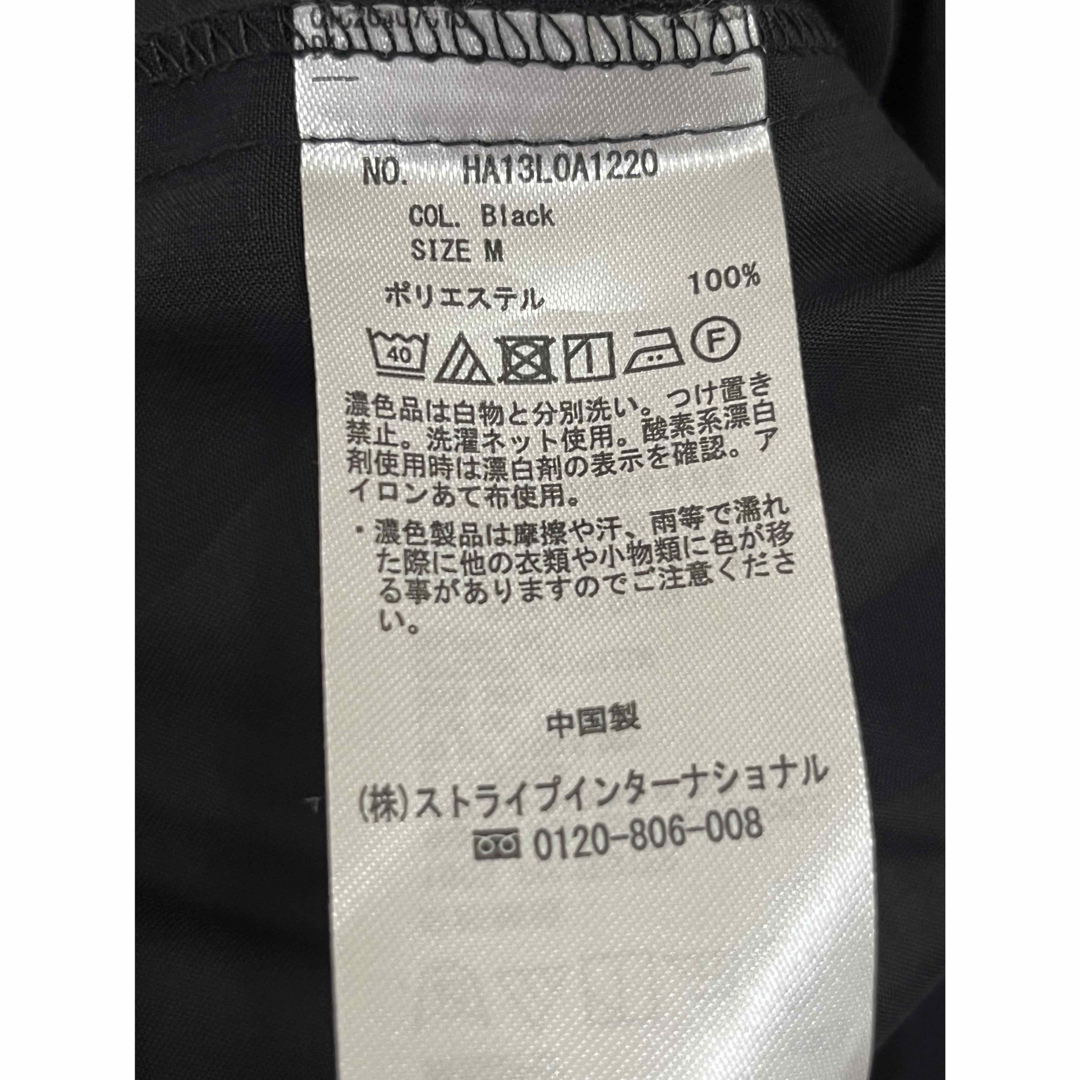 NO. HA13L0A1220
COL. Black
SIZE M
ポリエステル 100%
40 F
濃色品は白物と分別洗い。つけ置き
禁止。洗濯ネット使用。酸素系漂白
剤使用時は漂白剤の表示を確認。ア
イロンあて布使用。
・濃色製品は摩擦や汗、雨等で濡れ
た際に他の衣類や小物類に色が移
る事がありますのでご注意くださ
い。
中国製
(株)ストライプインターナショナル
0120-806-008